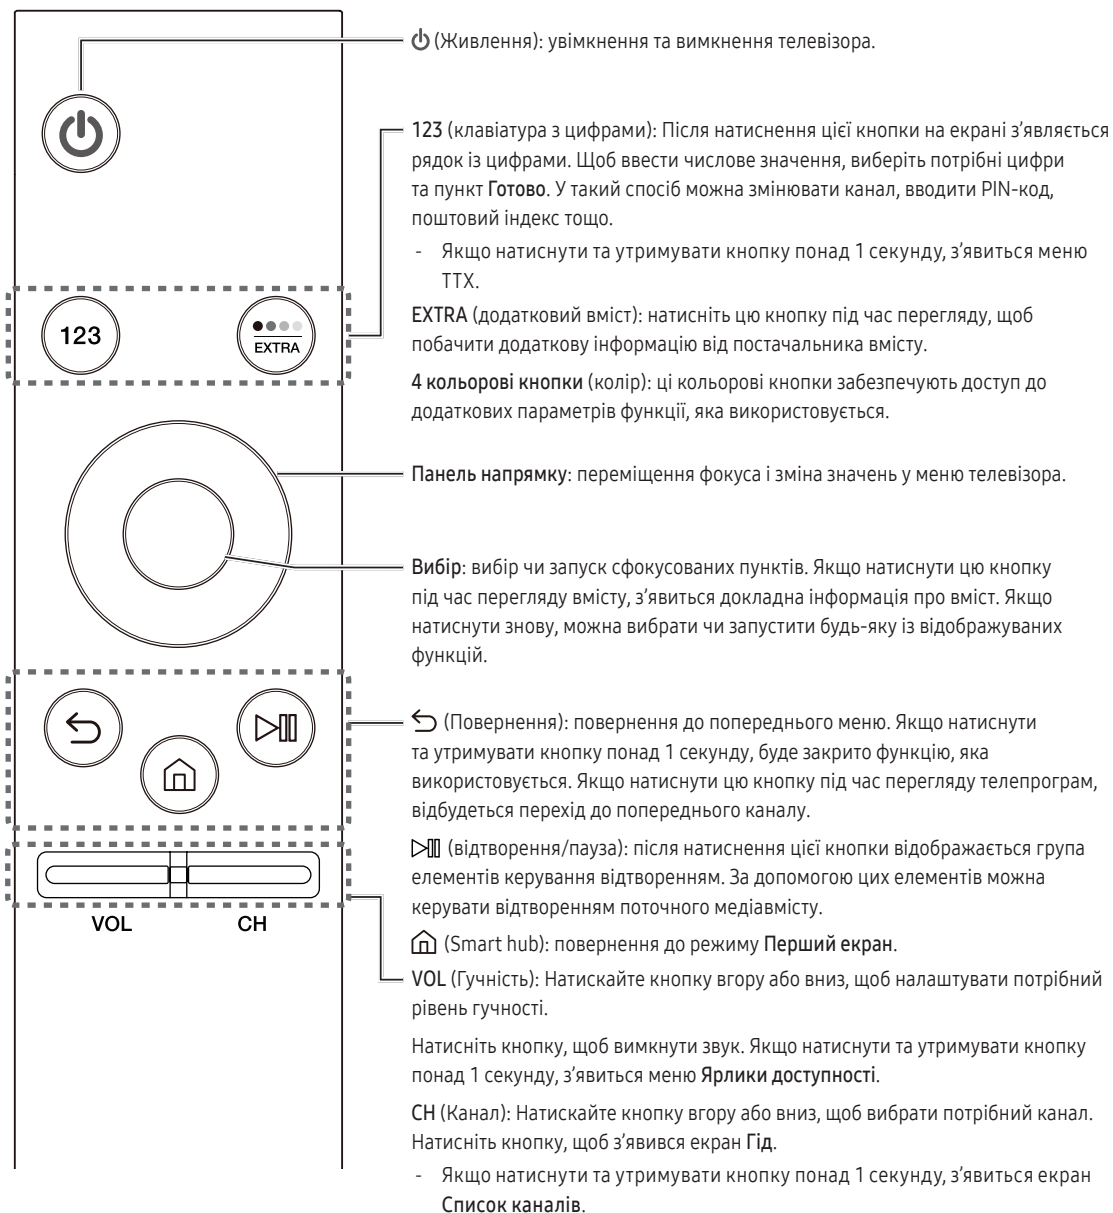 (Живлення): увімкнення та вимкнення телевізора.
123 (клавіатура з цифрами): Після натиснення цієї кнопки на екрані з’являється
рядок із цифрами. Щоб ввести числове значення, виберіть потрібні цифри
та пункт Готово. У такий спосіб можна змінювати канал, вводити PIN-код,
поштовий індекс тощо.
- Якщо натиснути та утримувати кнопку понад 1 секунду, з’явиться меню
TTX.
123
EXTRA
EXTRA (додатковий вміст): натисніть цю кнопку під час перегляду, щоб
побачити додаткову інформацію від постачальника вмісту.
4 кольорові кнопки (колір): ці кольорові кнопки забезпечують доступ до
додаткових параметрів функції, яка використовується.
Панель напрямку: переміщення фокуса і зміна значень у меню телевізора.
Вибір: вибір чи запуск сфокусованих пунктів. Якщо натиснути цю кнопку
під час перегляду вмісту, з’явиться докладна інформація про вміст. Якщо
натиснути знову, можна вибрати чи запустити будь-яку із відображуваних
функцій.
(Повернення): повернення до попереднього меню. Якщо натиснути
та утримувати кнопку понад 1 секунду, буде закрито функцію, яка
використовується. Якщо натиснути цю кнопку під час перегляду телепрограм,
відбудеться перехід до попереднього каналу.
(відтворення/пауза): після натиснення цієї кнопки відображається група
елементів керування відтворенням. За допомогою цих елементів можна
керувати відтворенням поточного медіавмісту.
VOL CH
(Smart hub): повернення до режиму Перший екран.
VOL (Гучність): Натискайте кнопку вгору або вниз, щоб налаштувати потрібний
рівень гучності.
Натисніть кнопку, щоб вимкнути звук. Якщо натиснути та утримувати кнопку
понад 1 секунду, з’явиться меню Ярлики доступності.
CH (Канал): Натискайте кнопку вгору або вниз, щоб вибрати потрібний канал.
Натисніть кнопку, щоб з’явився екран Гід.
- Якщо натиснути та утримувати кнопку понад 1 секунду, з’явиться екран
Список каналів.